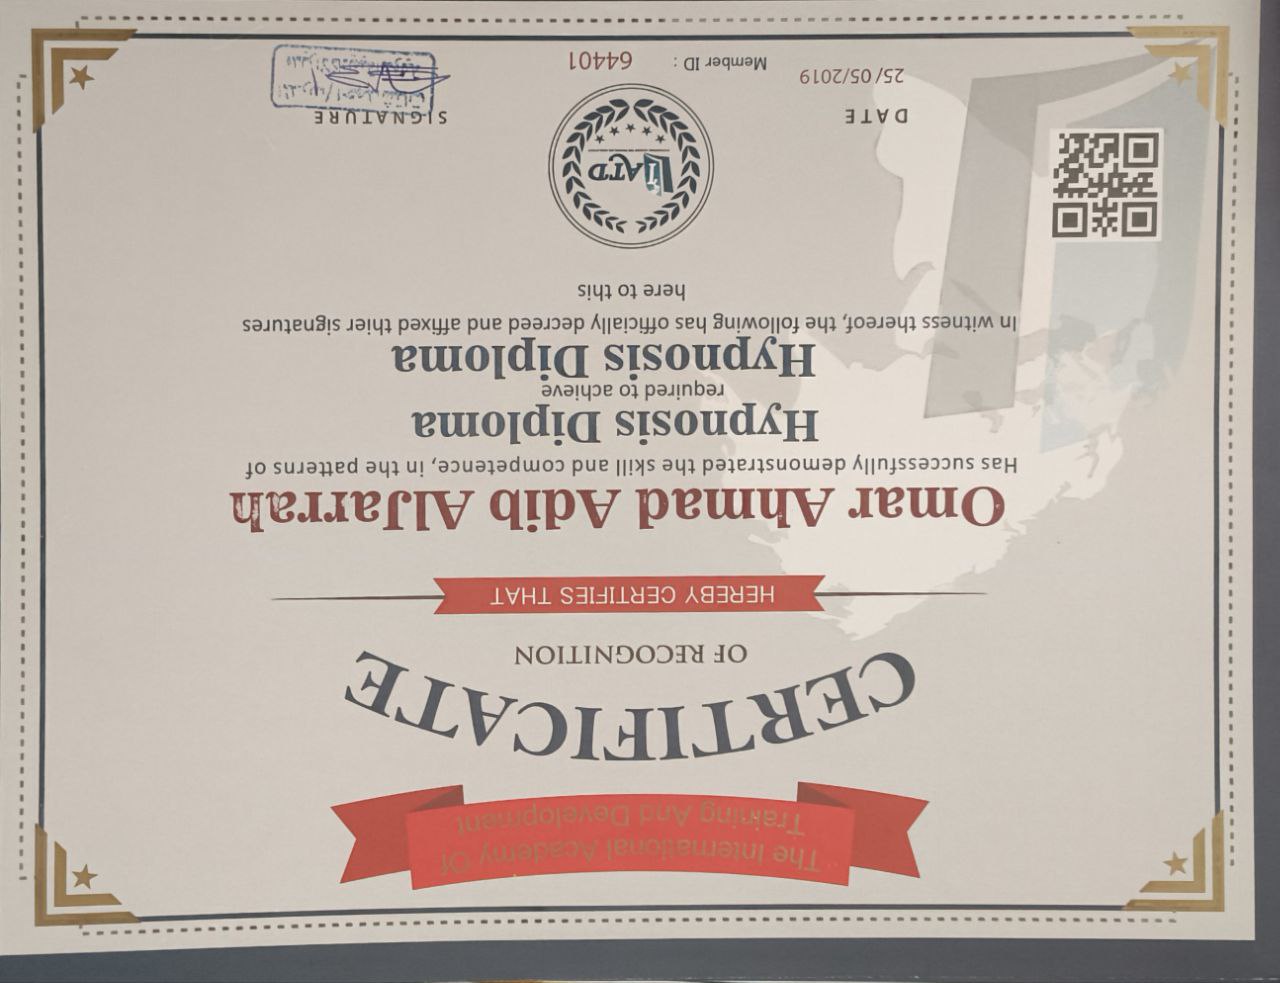 The International Academy Of
Training And Development
CERTIFICATE
OF RECOGNITION
HEREBY CERTIFIES THAT
Omar Ahmad Adib AlJarrah
Has successfully demonstrated the skill and competence, in the patterns of
Hypnosis Diploma
required to achieve
Hypnosis Diploma
In witness thereof, the following has officially decreed and affixed thier signatures
here to this
IATD
DATE
25/05/2019
Member ID : 64401
SIGNATURE